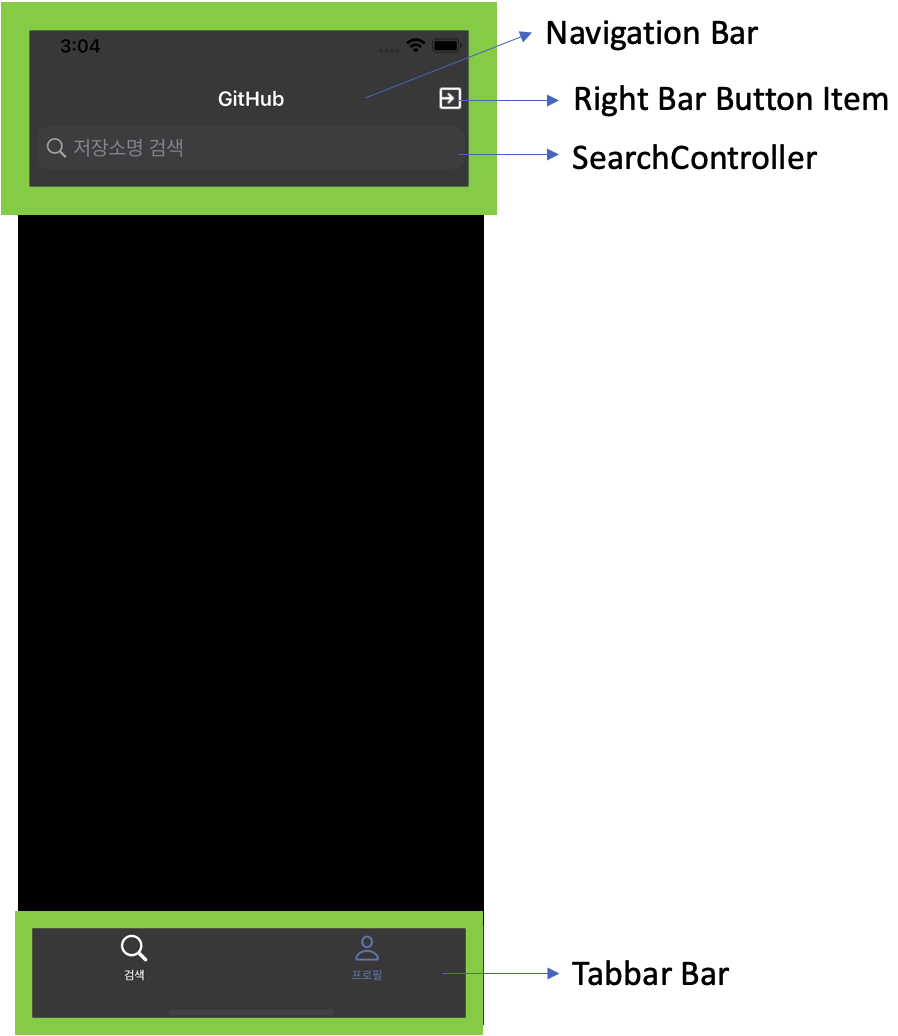 3:04
Navigation Bar
GitHub
Right Bar Button Item
저장소명 검색
SearchController
검색
프로필
Tabbar Bar